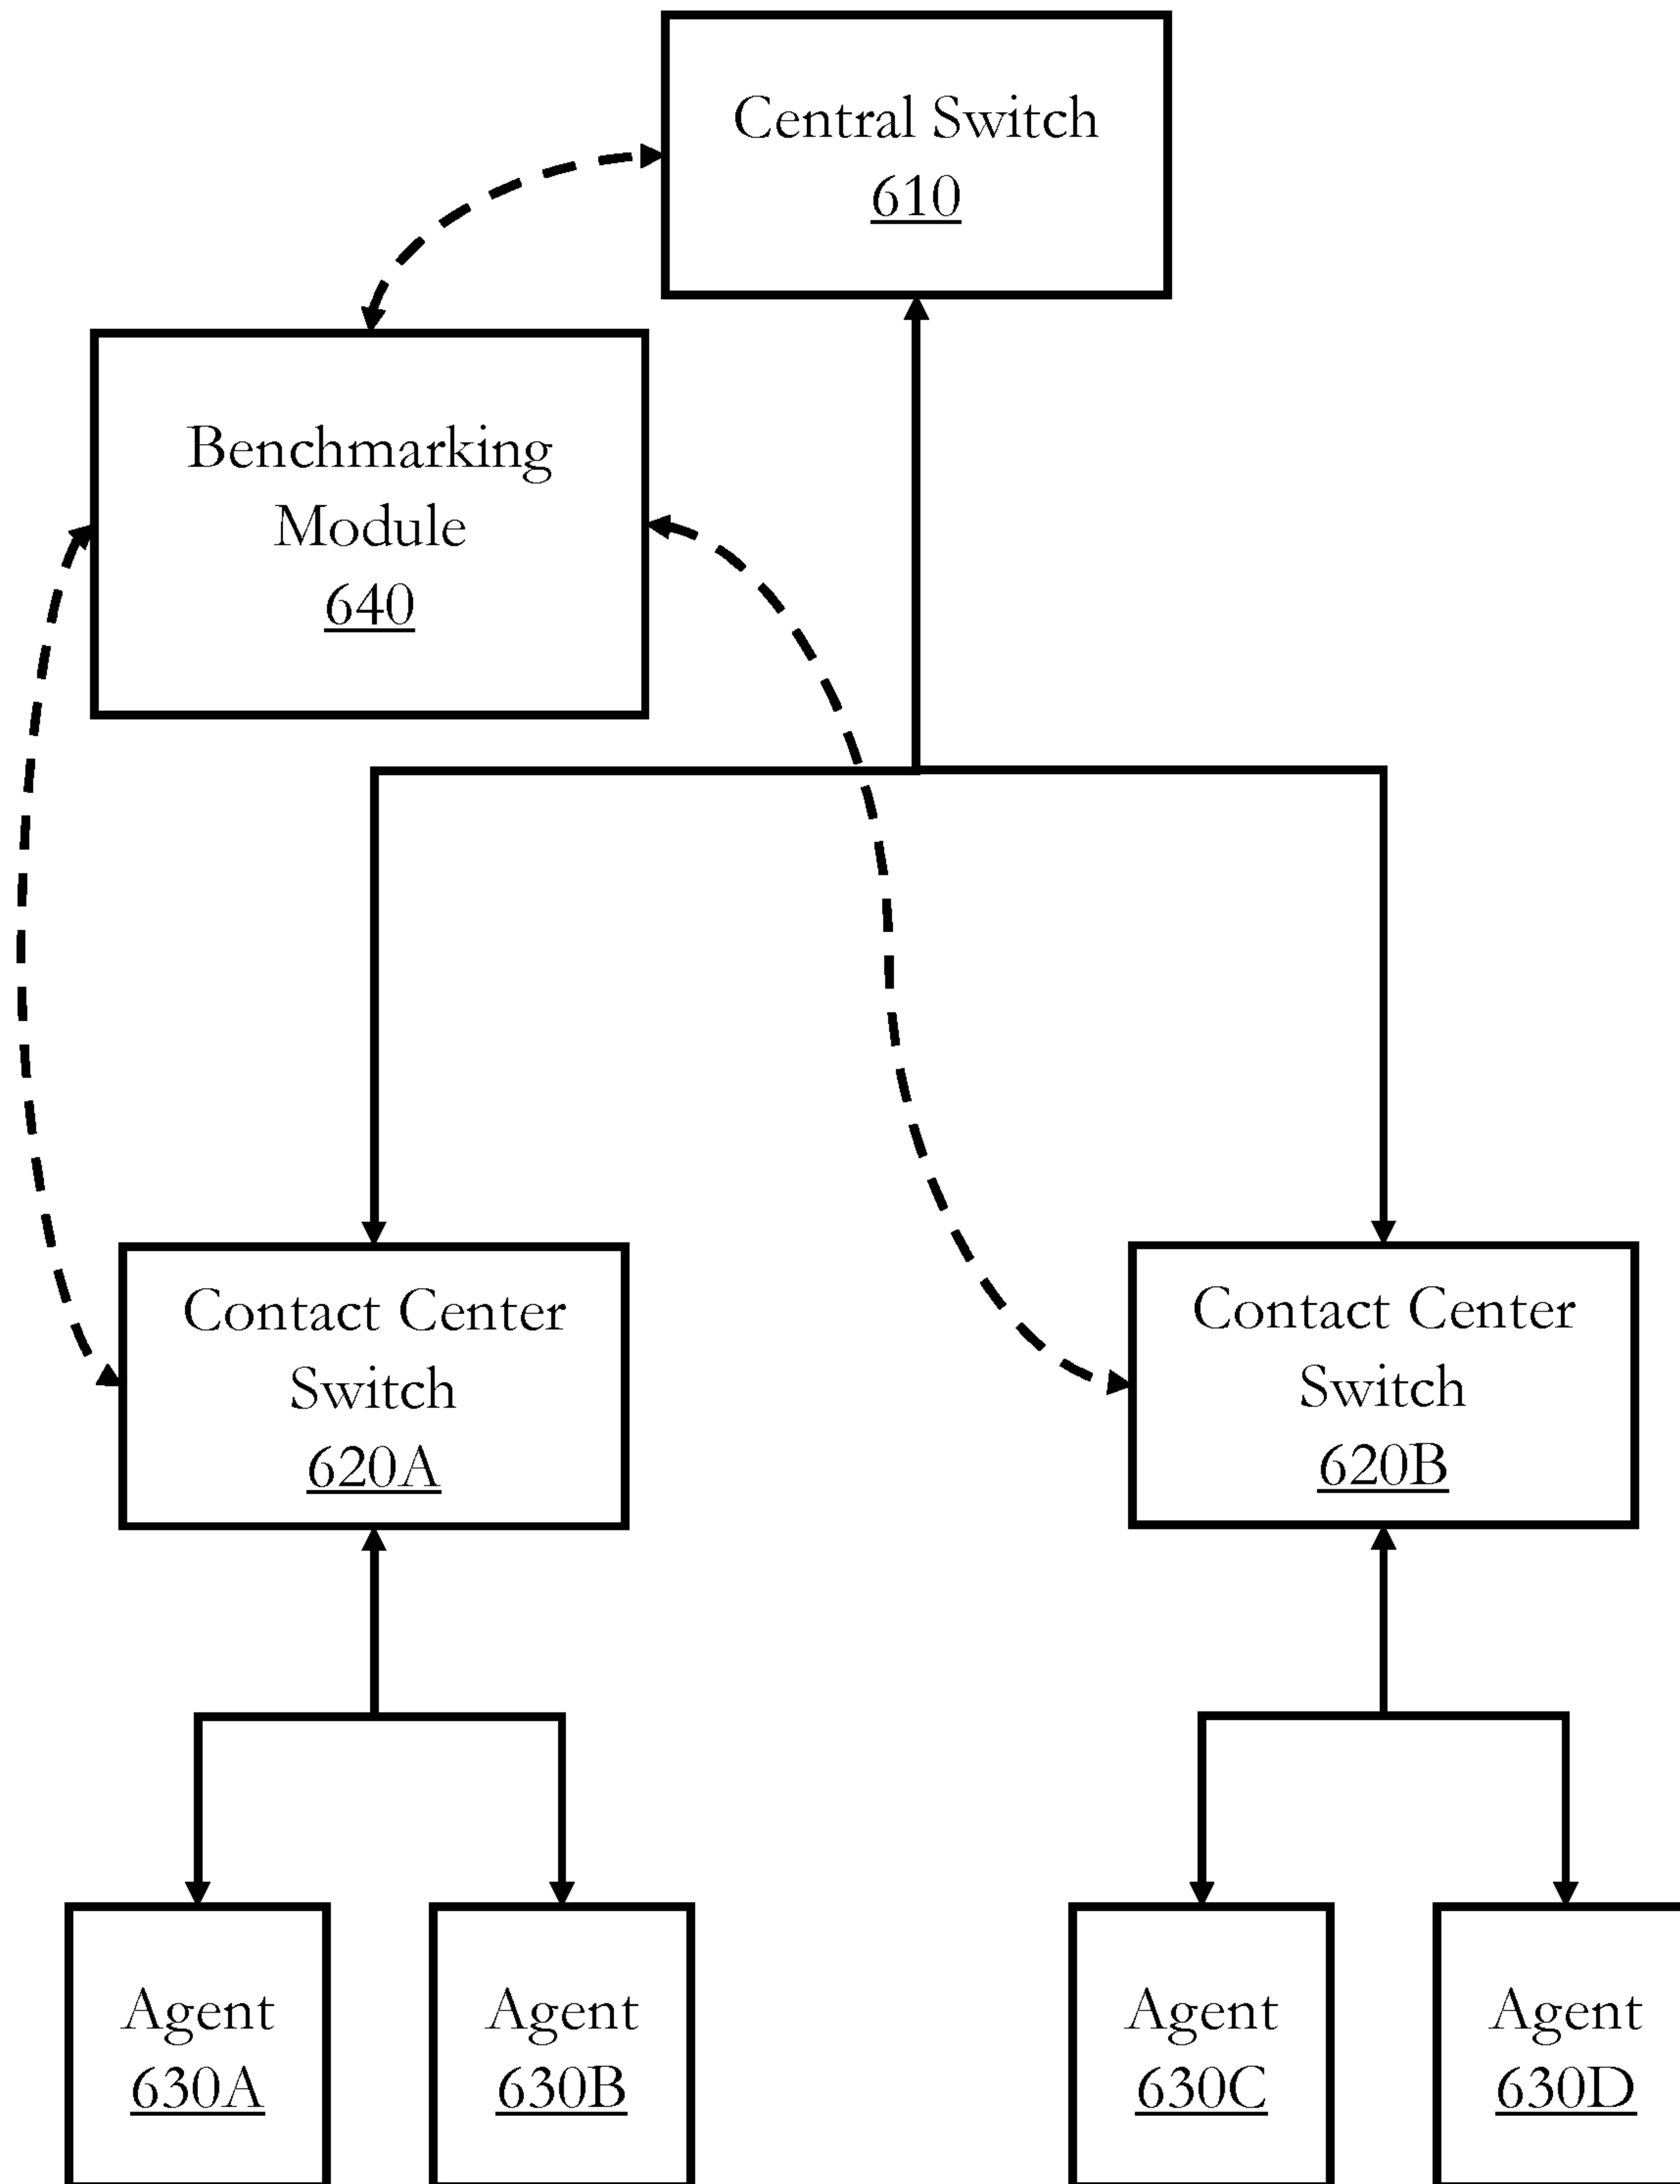 Central Switch
610
Benchmarking
Module
640
Contact Center
Switch
620A
Contact Center
Switch
620B
Agent
630A
Agent
630B
Agent
630C
Agent
630D